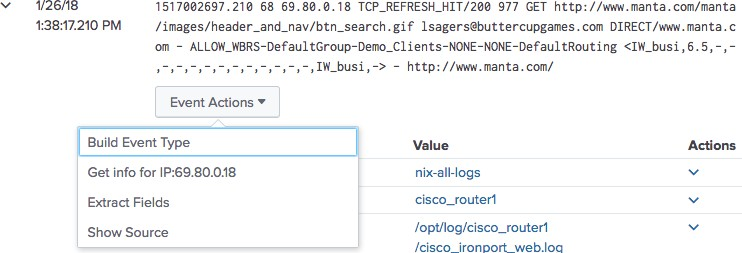 1/26/18 1517002697.210 68 69.80.0.18 TCP_REFRESH_HIT/200 977 GET http://www.manta.com/manta
1:38:17.210 PM /images/header_and_nav/btn_search.gif lsagers@buttercupgames.com DIRECT/www.manta.c
om – ALLOW_WBRS-DefaultGroup-Demo_Clients-NONE-NONE-DefaultRouting <IW_busi,6.5,-,-
,-,-,-,-,-,-,-,-,-,-,-,IW_busi,-> – http://www.manta.com/
Event Actions
Build Event Type
Get info for IP:69.80.0.18
Extract Fields
Show Source
Value Actions
nix-all-logs
cisco_router1
/opt/log/cisco_router1
/cisco_ironport_web.log